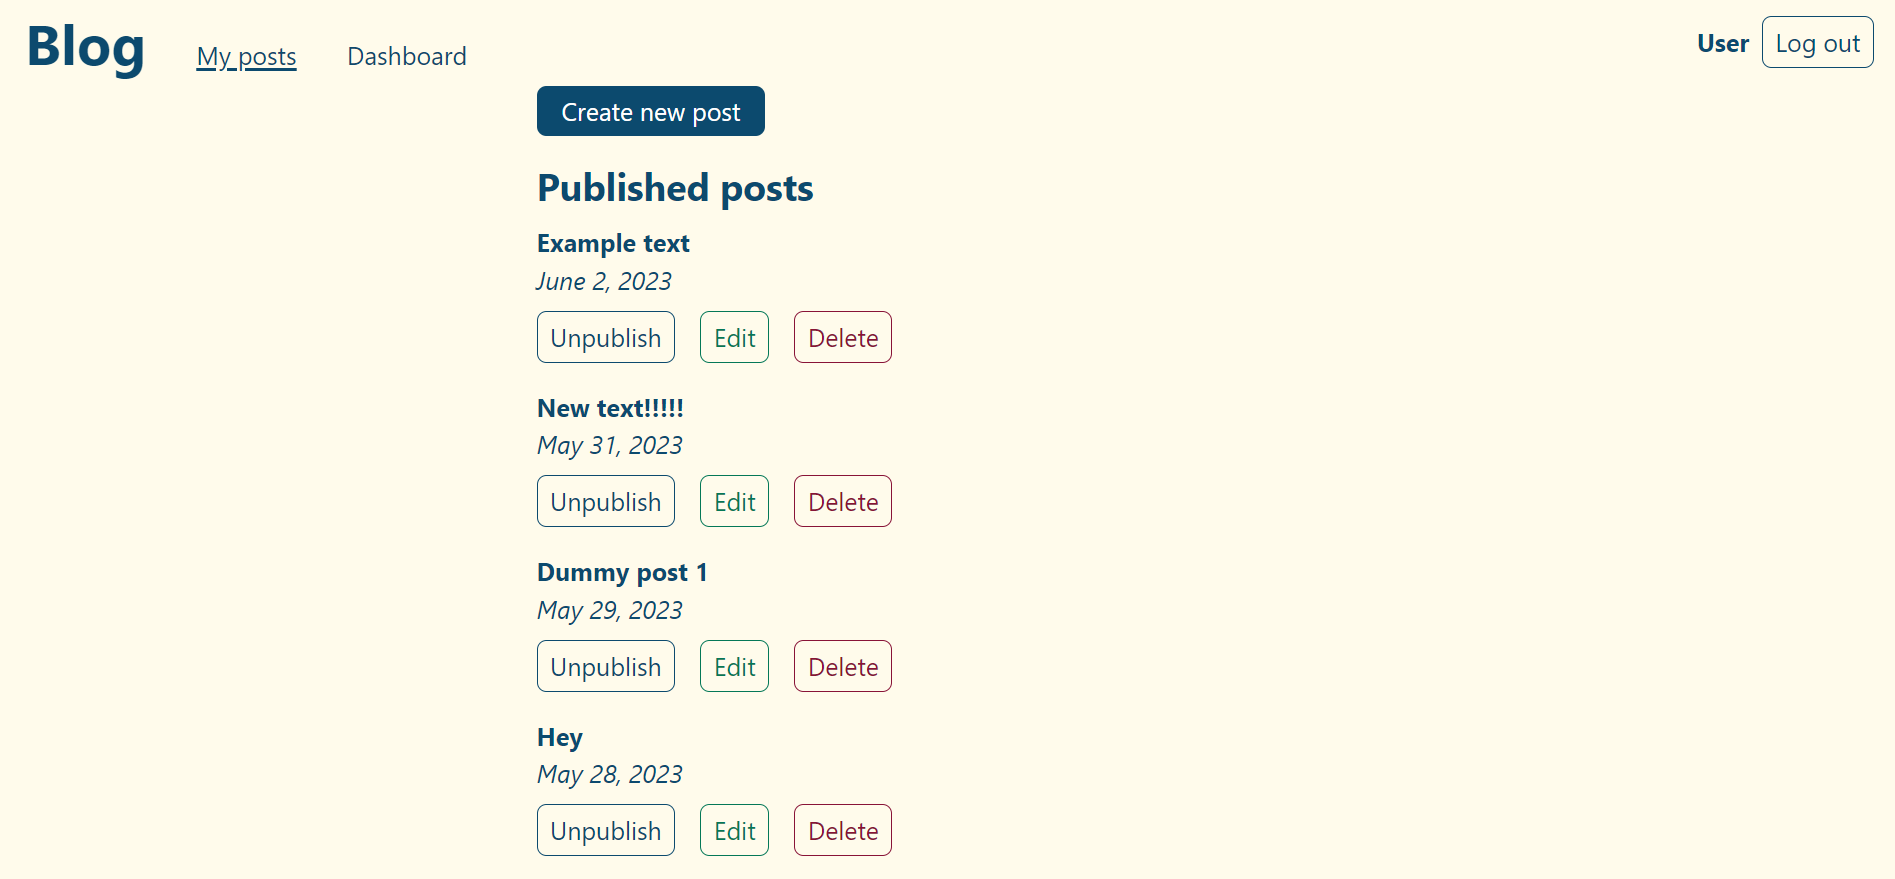 Blog My posts Dashboard User Log out
Create new post
Published posts
Example text
June 2, 2023
Unpublish Edit Delete
New text!!!!!
May 31, 2023
Unpublish Edit Delete
Dummy post 1
May 29, 2023
Unpublish Edit Delete
Hey
May 28, 2023
Unpublish Edit Delete